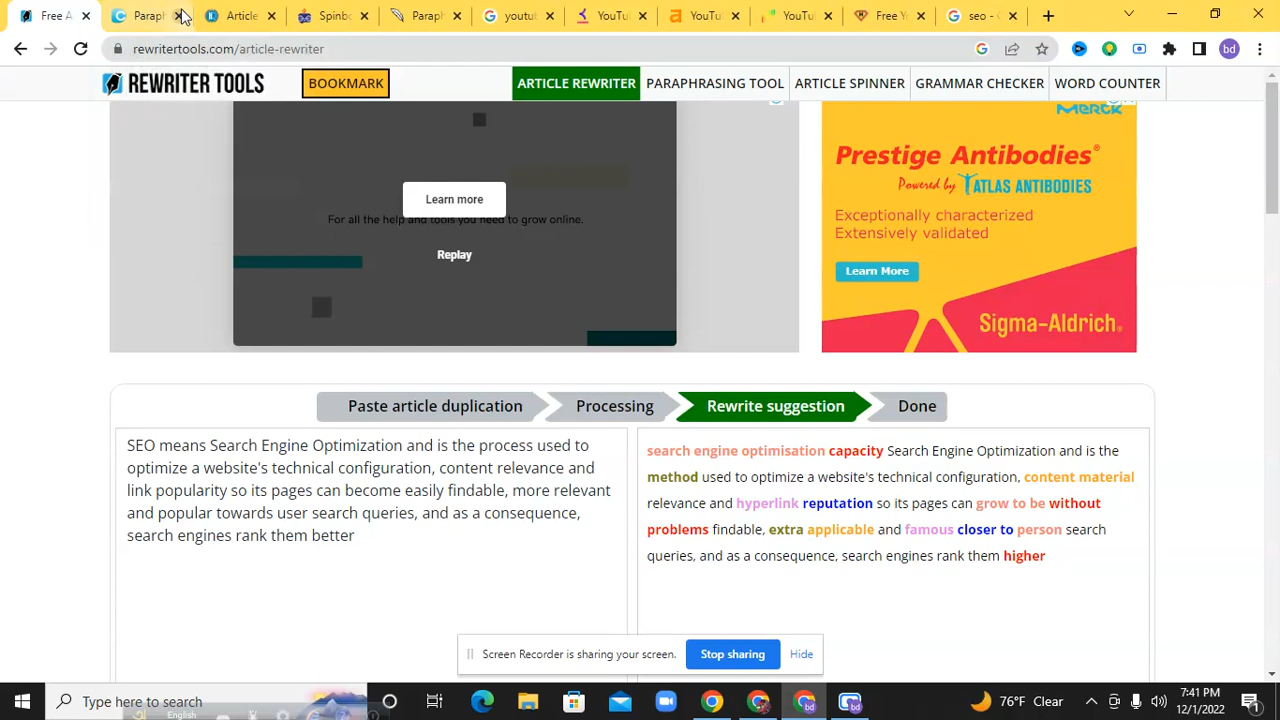 Free A
Paraph
Article
Spinbo
Paraph
youtub
YouTu
YouTu
YouTu
Free Y
seo - G
rewritertools.com/article-rewriter
bd
REWRITER TOOLS
BOOKMARK
ARTICLE REWRITER
PARAPHRASING TOOL
ARTICLE SPINNER
GRAMMAR CHECKER
WORD COUNTER
Learn more
For all the help and tools you need to grow online.
Replay
Merck
Prestige Antibodies®
Powered by ATLAS ANTIBODIES
Exceptionally characterized
Extensively validated
Learn More
Sigma-Aldrich.
Paste article duplication
Processing
Rewrite suggestion
Done
SEO means Search Engine Optimization and is the process used to
optimize a website's technical configuration, content relevance and
link popularity so its pages can become easily findable, more relevant
and popular towards user search queries, and as a consequence,
search engines rank them better
search engine optimisation capacity Search Engine Optimization and is the
method used to optimize a website's technical configuration, content material
relevance and hyperlink reputation so its pages can grow to be without
problems findable, extra applicable and famous closer to person search
queries, and as a consequence, search engines rank them higher
Screen Recorder is sharing your screen.
Stop sharing
Hide
Type here to search
English
76°F Clear
7:41 PM
12/1/2022